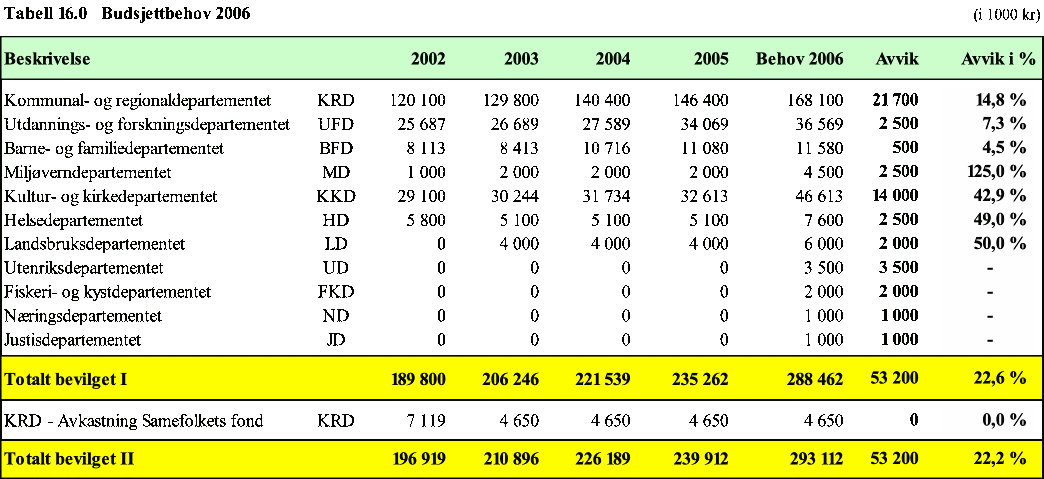 Tabell 16.0 Budsjettbehov 2006 (i 1000 kr)
Beskrivelse 2002 2003 2004 2005 Behov 2006 Avvik Avvik i %
Kommunal- og regionaldepartementet KRD 120 100 129 800 140 400 146 400 168 100 21 700 14,8 %
Utdannings- og forskningsdepartementet UFD 25 687 26 689 27 589 34 069 36 569 2 500 7,3 %
Barne- og familiedepartementet BFD 8 113 8 413 10 716 11 080 11 580 500 4,5 %
Miljøverndepartementet MD 1 000 2 000 2 000 2 000 4 500 2 500 125,0 %
Kultur- og kirkedepartementet KKD 29 100 30 244 31 734 32 613 46 613 14 000 42,9 %
Helsedepartementet HD 5 800 5 100 5 100 5 100 7 600 2 500 49,0 %
Landsbruksdepartementet LD 0 4 000 4 000 4 000 6 000 2 000 50,0 %
Utenriksdepartementet UD 0 0 0 0 3 500 3 500 -
Fiskeri- og kystdepartementet FKD 0 0 0 0 2 000 2 000 -
Næringsdepartementet ND 0 0 0 0 1 000 1 000 -
Justisdepartementet JD 0 0 0 0 1 000 1 000 -
Totalt bevilget I 189 800 206 246 221 539 235 262 288 462 53 200 22,6 %
KRD - Avkastning Samefolkets fond KRD 7 119 4 650 4 650 4 650 4 650 0 0,0 %
Totalt bevilget II 196 919 210 896 226 189 239 912 293 112 53 200 22,2 %